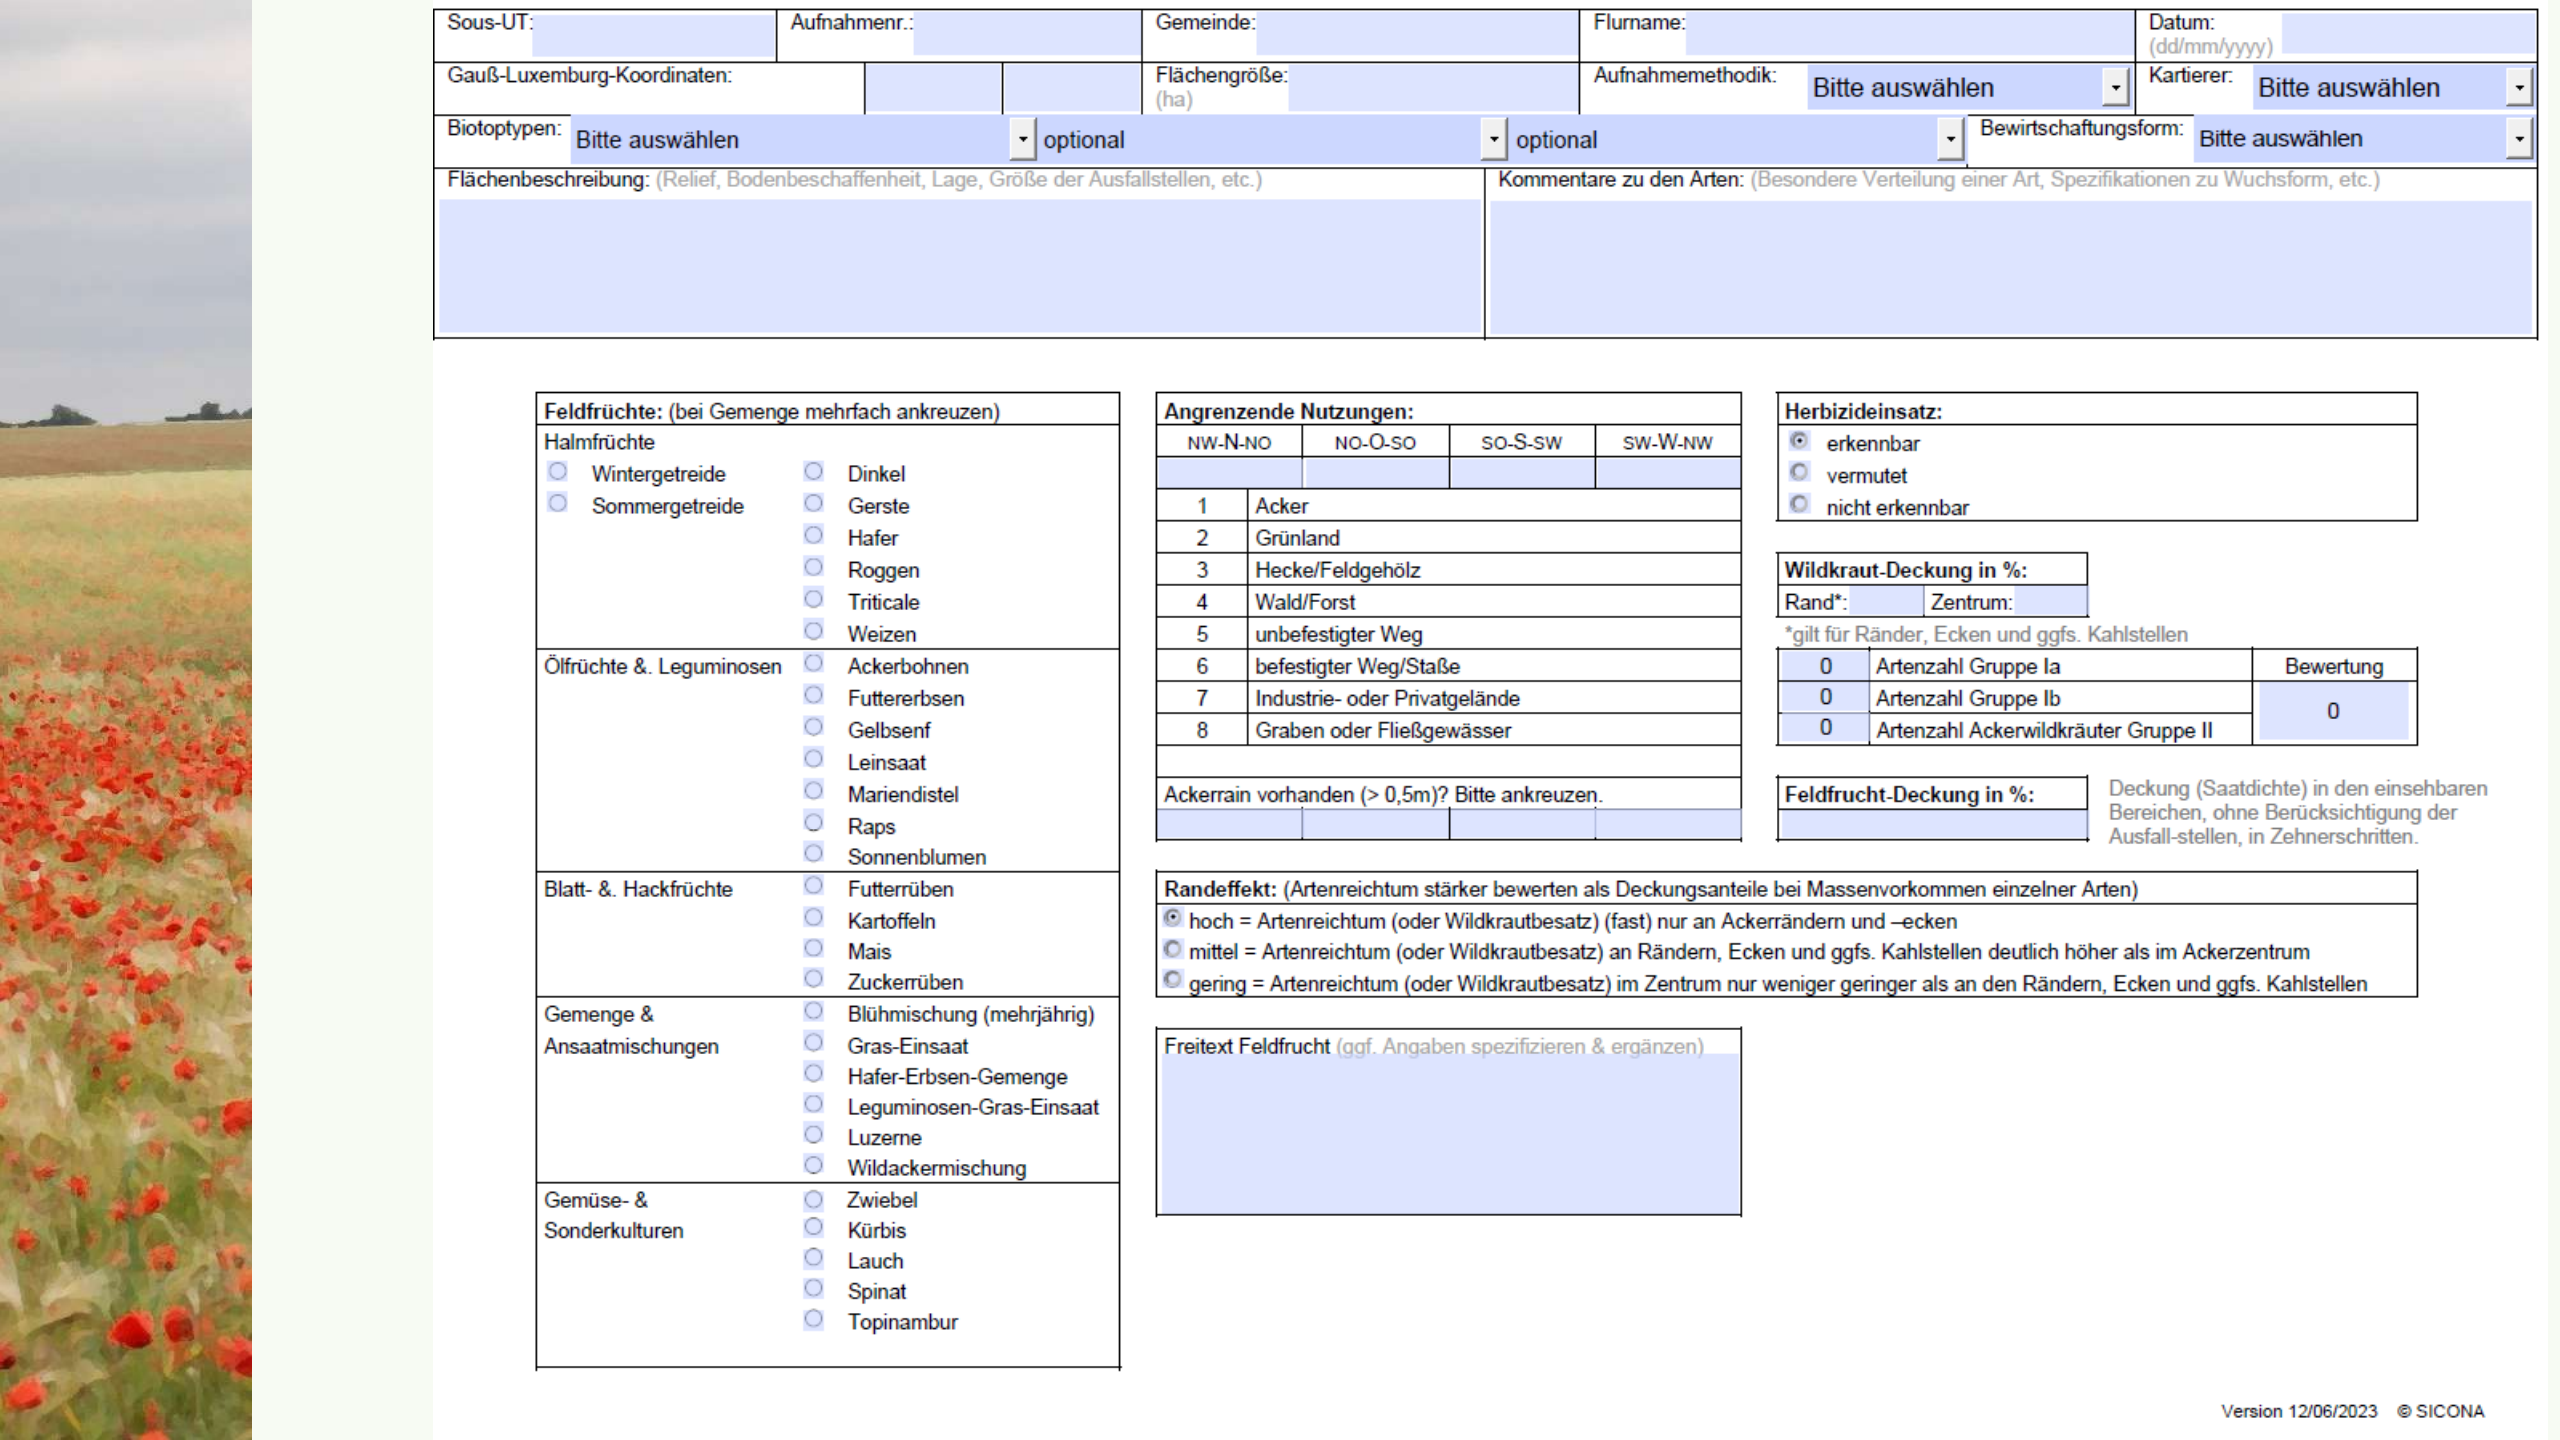 Sous-UT: Aufnahmenr.: Gemeinde: Flurname: Datum:
(dd/mm/yyyy)
Gauß-Luxemburg-Koordinaten: Flächengröße: Aufnahmemethodik: Bitte auswählen Kartierer: Bitte auswählen
(ha)
Biotoptypen: Bitte auswählen optional optional Bewirtschaftungsform: Bitte auswählen
Flächenbeschreibung: (Relief, Bodenbeschaffenheit, Lage, Größe der Ausfallstellen, etc.)
Kommentare zu den Arten: (Besondere Verteilung einer Art, Spezifikationen zu Wuchsform, etc.)
Feldfrüchte: (bei Gemenge mehrfach ankreuzen)
Halmfrüchte
Wintergetreide Dinkel
Sommergetreide Gerste
Hafer
Roggen
Triticale
Weizen
Ölfrüchte &. Leguminosen Ackerbohnen
Futtererbsen
Gelbsenf
Leinsaat
Mariendistel
Raps
Sonnenblumen
Blatt- &. Hackfrüchte Futterrüben
Kartoffeln
Mais
Zuckerrüben
Gemenge & Blühmischung (mehrjährig)
Ansaatmischungen Gras-Einsaat
Hafer-Erbsen-Gemenge
Leguminosen-Gras-Einsaat
Luzerne
Wildackermischung
Gemüse- & Zwiebel
Sonderkulturen Kürbis
Lauch
Spinat
Topinambur
Angrenzende Nutzungen:
NW-N-NO NO-O-SO SO-S-SW SW-W-NW
1 Acker
2 Grünland
3 Hecke/Feldgehölz
4 Wald/Forst
5 unbefestigter Weg
6 befestigter Weg/Staße
7 Industrie- oder Privatgelände
8 Graben oder Fließgewässer
Ackerrain vorhanden (> 0,5m)? Bitte ankreuzen.
Herbizideinsatz:
erkennbar
vermutet
nicht erkennbar
Wildkraut-Deckung in %:
Rand*: Zentrum:
*gilt für Ränder, Ecken und ggfs. Kahlstellen
0 Artenzahl Gruppe Ia Bewertung
0 Artenzahl Gruppe Ib 0
0 Artenzahl Ackerwildkräuter Gruppe II
Feldfrucht-Deckung in %:
Deckung (Saatdichte) in den einsehbaren
Bereichen, ohne Berücksichtigung der
Ausfall-stellen, in Zehnerschritten.
Randeffekt: (Artenreichtum stärker bewerten als Deckungsanteile bei Massenvorkommen einzelner Arten)
hoch = Artenreichtum (oder Wildkrautbesatz) (fast) nur an Ackerrändern und –ecken
mittel = Artenreichtum (oder Wildkrautbesatz) an Rändern, Ecken und ggfs. Kahlstellen deutlich höher als im Ackerzentrum
gering = Artenreichtum (oder Wildkrautbesatz) im Zentrum nur weniger geringer als an den Rändern, Ecken und ggfs. Kahlstellen
Freitext Feldfrucht (ggf. Angaben spezifizieren & ergänzen)
Version 12/06/2023 © SICONA